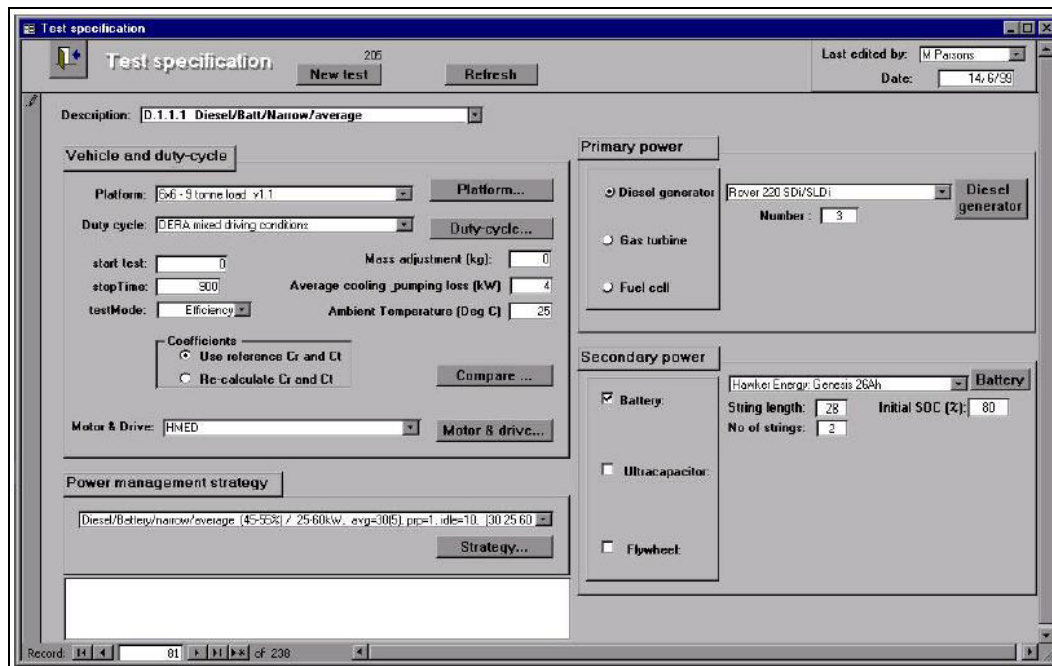 Test specification
Test specification
205
New test
Refresh
Last edited by: M Parsons
Date: 14/6/99
Description: D.1.1.1 Diesel/Batt/Narrow/average
Vehicle and duty-cycle
Platform: 6x6 - 9 tonne load v1.1
Platform...
Duty cycle: DERA mixed driving conditions
Duty-cycle...
start test: 0
Mass adjustment (kg): 0
stopTime: 900
Average cooling pumping loss (kW) 4
testMode: Efficiency
Ambient Temperature (Deg C) 25
Coefficients
Use reference Cr and Ct
Re-calculate Cr and Ct
Compare ...
Motor & Drive: HMED
Motor & drive...
Power management strategy
Diesel/Battery/narrow/average (45-55%) / 25-60kW, avg=30(5), prp=1, idle=10, [30 25 60
Strategy...
Primary power
Diesel generator
Rover 220 SDi/SLDi
Diesel
generator
Number : 3
Gas turbine
Fuel cell
Secondary power
Battery:
Hawker Energy: Genesis 26Ah
Battery
String length: 28
Initial SOC (%): 80
No of strings: 2
Ultracapacitor:
Flywheel:
Record: 81 of 238